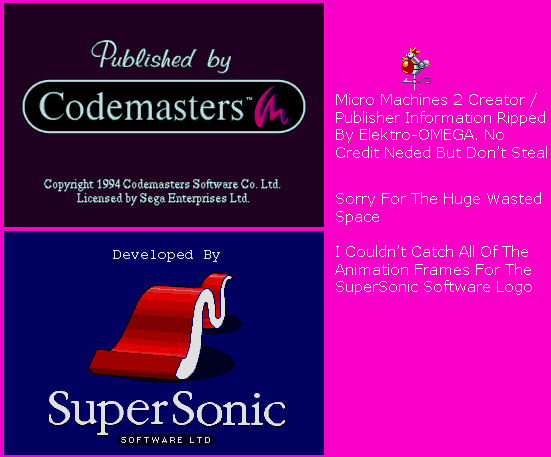 Published by
Codemasters™
Copyright 1994 Codemasters Software Co. Ltd.
Licensed by Sega Enterprises Ltd.
Developed By
SuperSonic
SOFTWARE LTD
Micro Machines 2 Creator /
Publisher Information Ripped
By Elektro-OMEGA. No
Credit Neded But Don't Steal
Sorry For The Huge Wasted
Space
I Couldn't Catch All Of The
Animation Frames For The
SuperSonic Software Logo